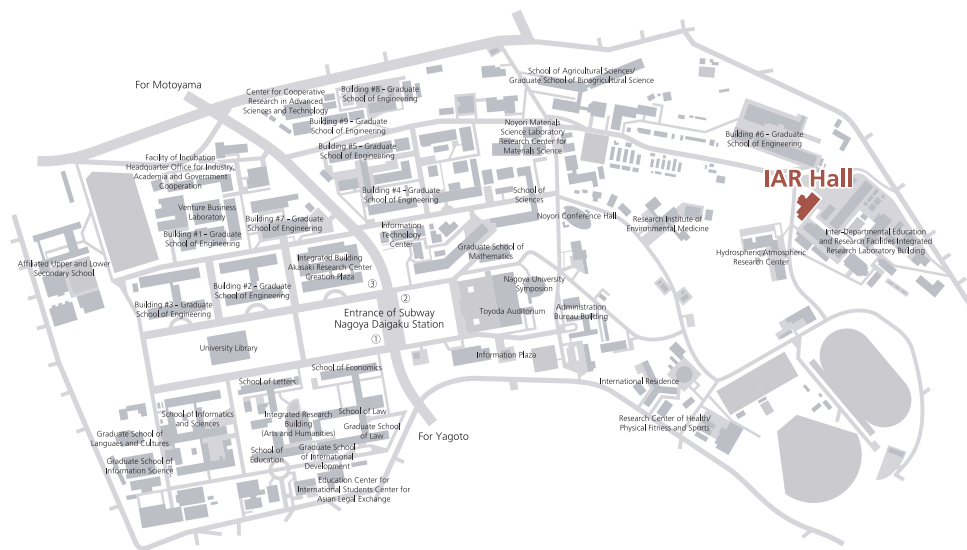 For Motoyama
School of Agricultural Sciences/
Graduate School of Bioagricultural Science
Center for Cooperative
Research in Advanced
Sciences and Technology
Building #8 – Graduate
School of Engineering
Building #9 – Graduate
School of Engineering
Noyori Materials
Science Laboratory
Research Center for
Materials Science
Building #6 – Graduate
School of Engineering
Building #5 – Graduate
School of Engineering
Facility of Incubation
Headquarter Office for Industry,
Academia and Government
Cooperation
IAR Hall
Building #4 – Graduate
School of Engineering
School of
Sciences
Venture Business
Laboratory
Building #7 – Graduate
School of Engineering
Noyori Conference Hall
Research Institute of
Environmental Medicine
Building #1 – Graduate
School of Engineering
Information
Technology
Center
Inter-Departmental Education
and Research Facilities Integrated
Research Laboratory Building
Graduate School of
Mathematics
Hydrospheric/Atmospheric
Research Center
Affiliated Upper and Lower
Secondary School
Integrated Building
Akasaki Research Center
Creation Plaza
③
Nagoya University
Symposion
Building #2 – Graduate
School of Engineering
②
Building #3 – Graduate
School of Engineering
Entrance of Subway
Nagoya Daigaku Station
Toyoda Auditorium
Administration
Bureau Building
①
University Library
Information Plaza
School of Economics
School of Letters
International Residence
School of Informatics
and Sciences
Integrated Research
Building
(Arts and Humanities)
School of Law
Graduate School
of Law
Research Center of Health/
Physical Fitness and Sports
Graduate School of
Languaes and Cultures
For Yagoto
School of
Education
Graduate School
of International
Development
Graduate School of
Information Science
Education Center for
International Students Center for
Asian Legal Exchange